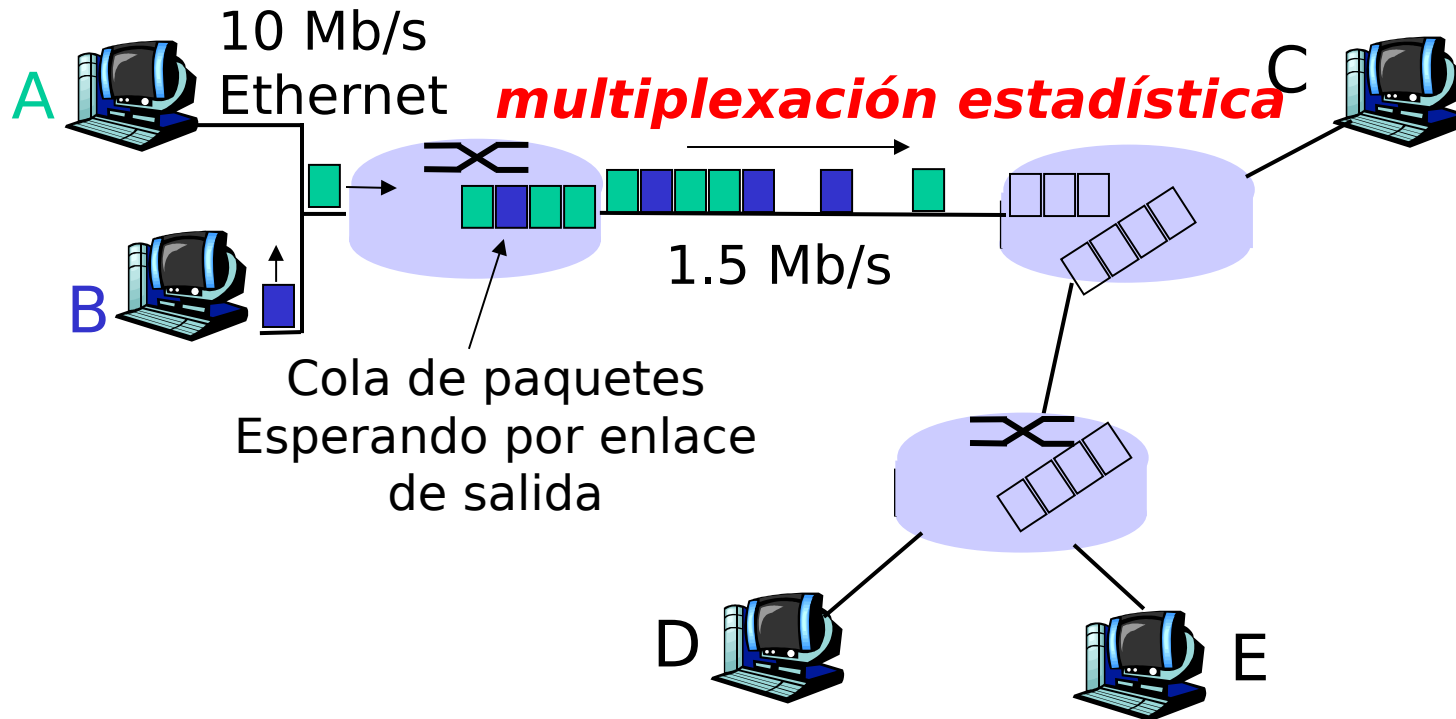 10 Mb/s
Ethernet
A
multiplexación estadística
C
B
1.5 Mb/s
Cola de paquetes
Esperando por enlace
de salida
D
E